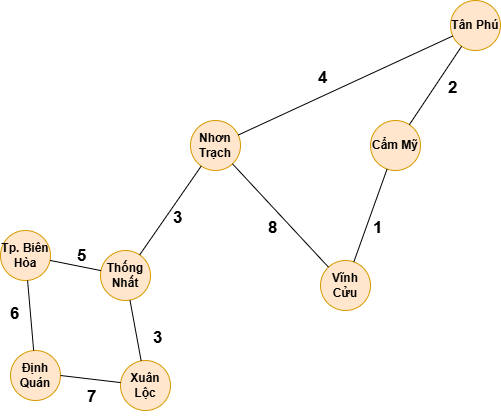 Tân Phú
4
2
Nhơn
Trạch
Cẩm Mỹ
3
8
1
Tp. Biên
Hòa
5
Thống
Nhất
Vĩnh
Cửu
6
3
Định
Quán
7
Xuân
Lộc